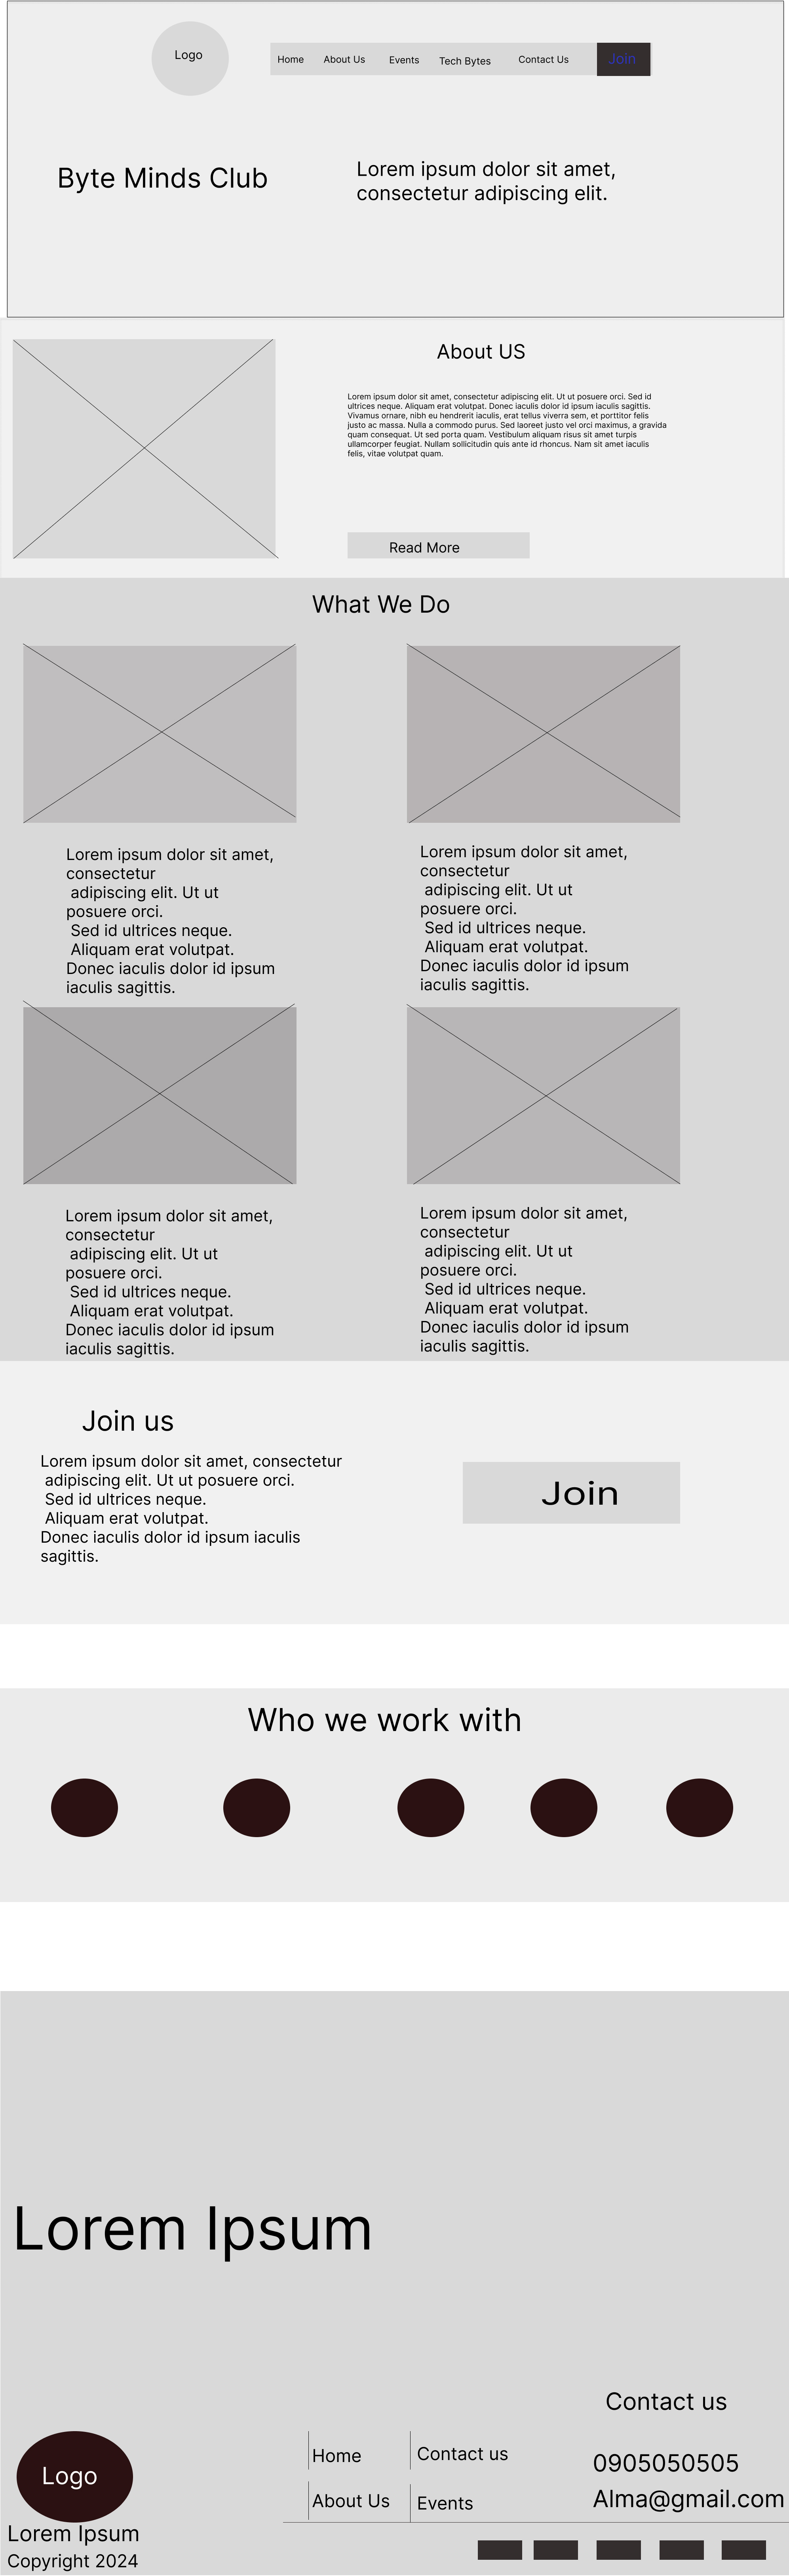 Logo
Home
About Us
Events
Tech Bytes
Contact Us
Join
Byte Minds Club
Lorem ipsum dolor sit amet,
consectetur adipiscing elit.
About US
Lorem ipsum dolor sit amet, consectetur adipiscing elit. Ut ut posuere orci. Sed id
ultrices neque. Aliquam erat volutpat. Donec iaculis dolor id ipsum iaculis sagittis.
Vivamus ornare, nibh eu hendrerit iaculis, erat tellus viverra sem, et porttitor felis
justo ac massa. Nulla a commodo purus. Sed laoreet justo vel orci maximus, a gravida
quam consequat. Ut sed porta quam. Vestibulum aliquam risus sit amet turpis
ullamcorper feugiat. Nullam sollicitudin quis ante id rhoncus. Nam sit amet iaculis
felis, vitae volutpat quam.
Read More
What We Do
Lorem ipsum dolor sit amet,
consectetur
adipiscing elit. Ut ut
posuere orci.
Sed id ultrices neque.
Aliquam erat volutpat.
Donec iaculis dolor id ipsum
iaculis sagittis.
Lorem ipsum dolor sit amet,
consectetur
adipiscing elit. Ut ut
posuere orci.
Sed id ultrices neque.
Aliquam erat volutpat.
Donec iaculis dolor id ipsum
iaculis sagittis.
Lorem ipsum dolor sit amet,
consectetur
adipiscing elit. Ut ut
posuere orci.
Sed id ultrices neque.
Aliquam erat volutpat.
Donec iaculis dolor id ipsum
iaculis sagittis.
Lorem ipsum dolor sit amet,
consectetur
adipiscing elit. Ut ut
posuere orci.
Sed id ultrices neque.
Aliquam erat volutpat.
Donec iaculis dolor id ipsum
iaculis sagittis.
Join us
Lorem ipsum dolor sit amet, consectetur
adipiscing elit. Ut ut posuere orci.
Sed id ultrices neque.
Aliquam erat volutpat.
Donec iaculis dolor id ipsum iaculis
sagittis.
Join
Who we work with
Lorem Ipsum
Logo
Lorem Ipsum
Copyright 2024
Home
About Us
Contact us
Events
Contact us
0905050505
Alma@gmail.com